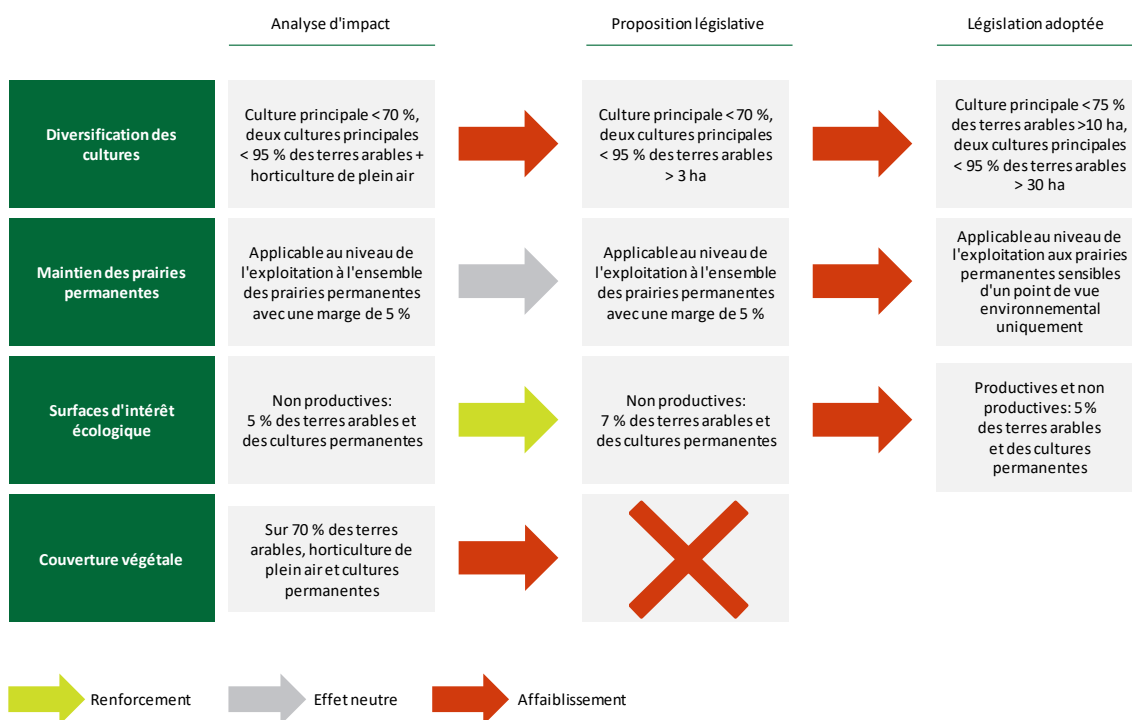 Analyse d'impact
Proposition législative
Législation adoptée
Diversification des
cultures
Culture principale < 70 %,
deux cultures principales
< 95 % des terres arables +
horticulture de plein air
Culture principale < 70 %,
deux cultures principales
< 95 % des terres arables
> 3 ha
Culture principale < 75 %
des terres arables >10 ha,
deux cultures principales
< 95 % des terres arables
> 30 ha
Maintien des prairies
permanentes
Applicable au niveau de
l'exploitation à l'ensemble
des prairies permanentes
avec une marge de 5 %
Applicable au niveau de
l'exploitation à l'ensemble
des prairies permanentes
avec une marge de 5 %
Applicable au niveau de
l'exploitation aux prairies
permanentes sensibles
d'un point de vue
environemental
uniquement
Surfaces d'intérêt
écologique
Non productives:
5 % des terres arables et
des cultures permanentes
Non productives:
7 % des terres arables et
des cultures permanentes
Productives et non
productives: 5 %
des terres arables
et des cultures
permanentes
Couverture végétale
Sur 70 % des terres
arables, horticulture de
plein air et cultures
permanentes
Renforcement
Effet neutre
Affaiblissement